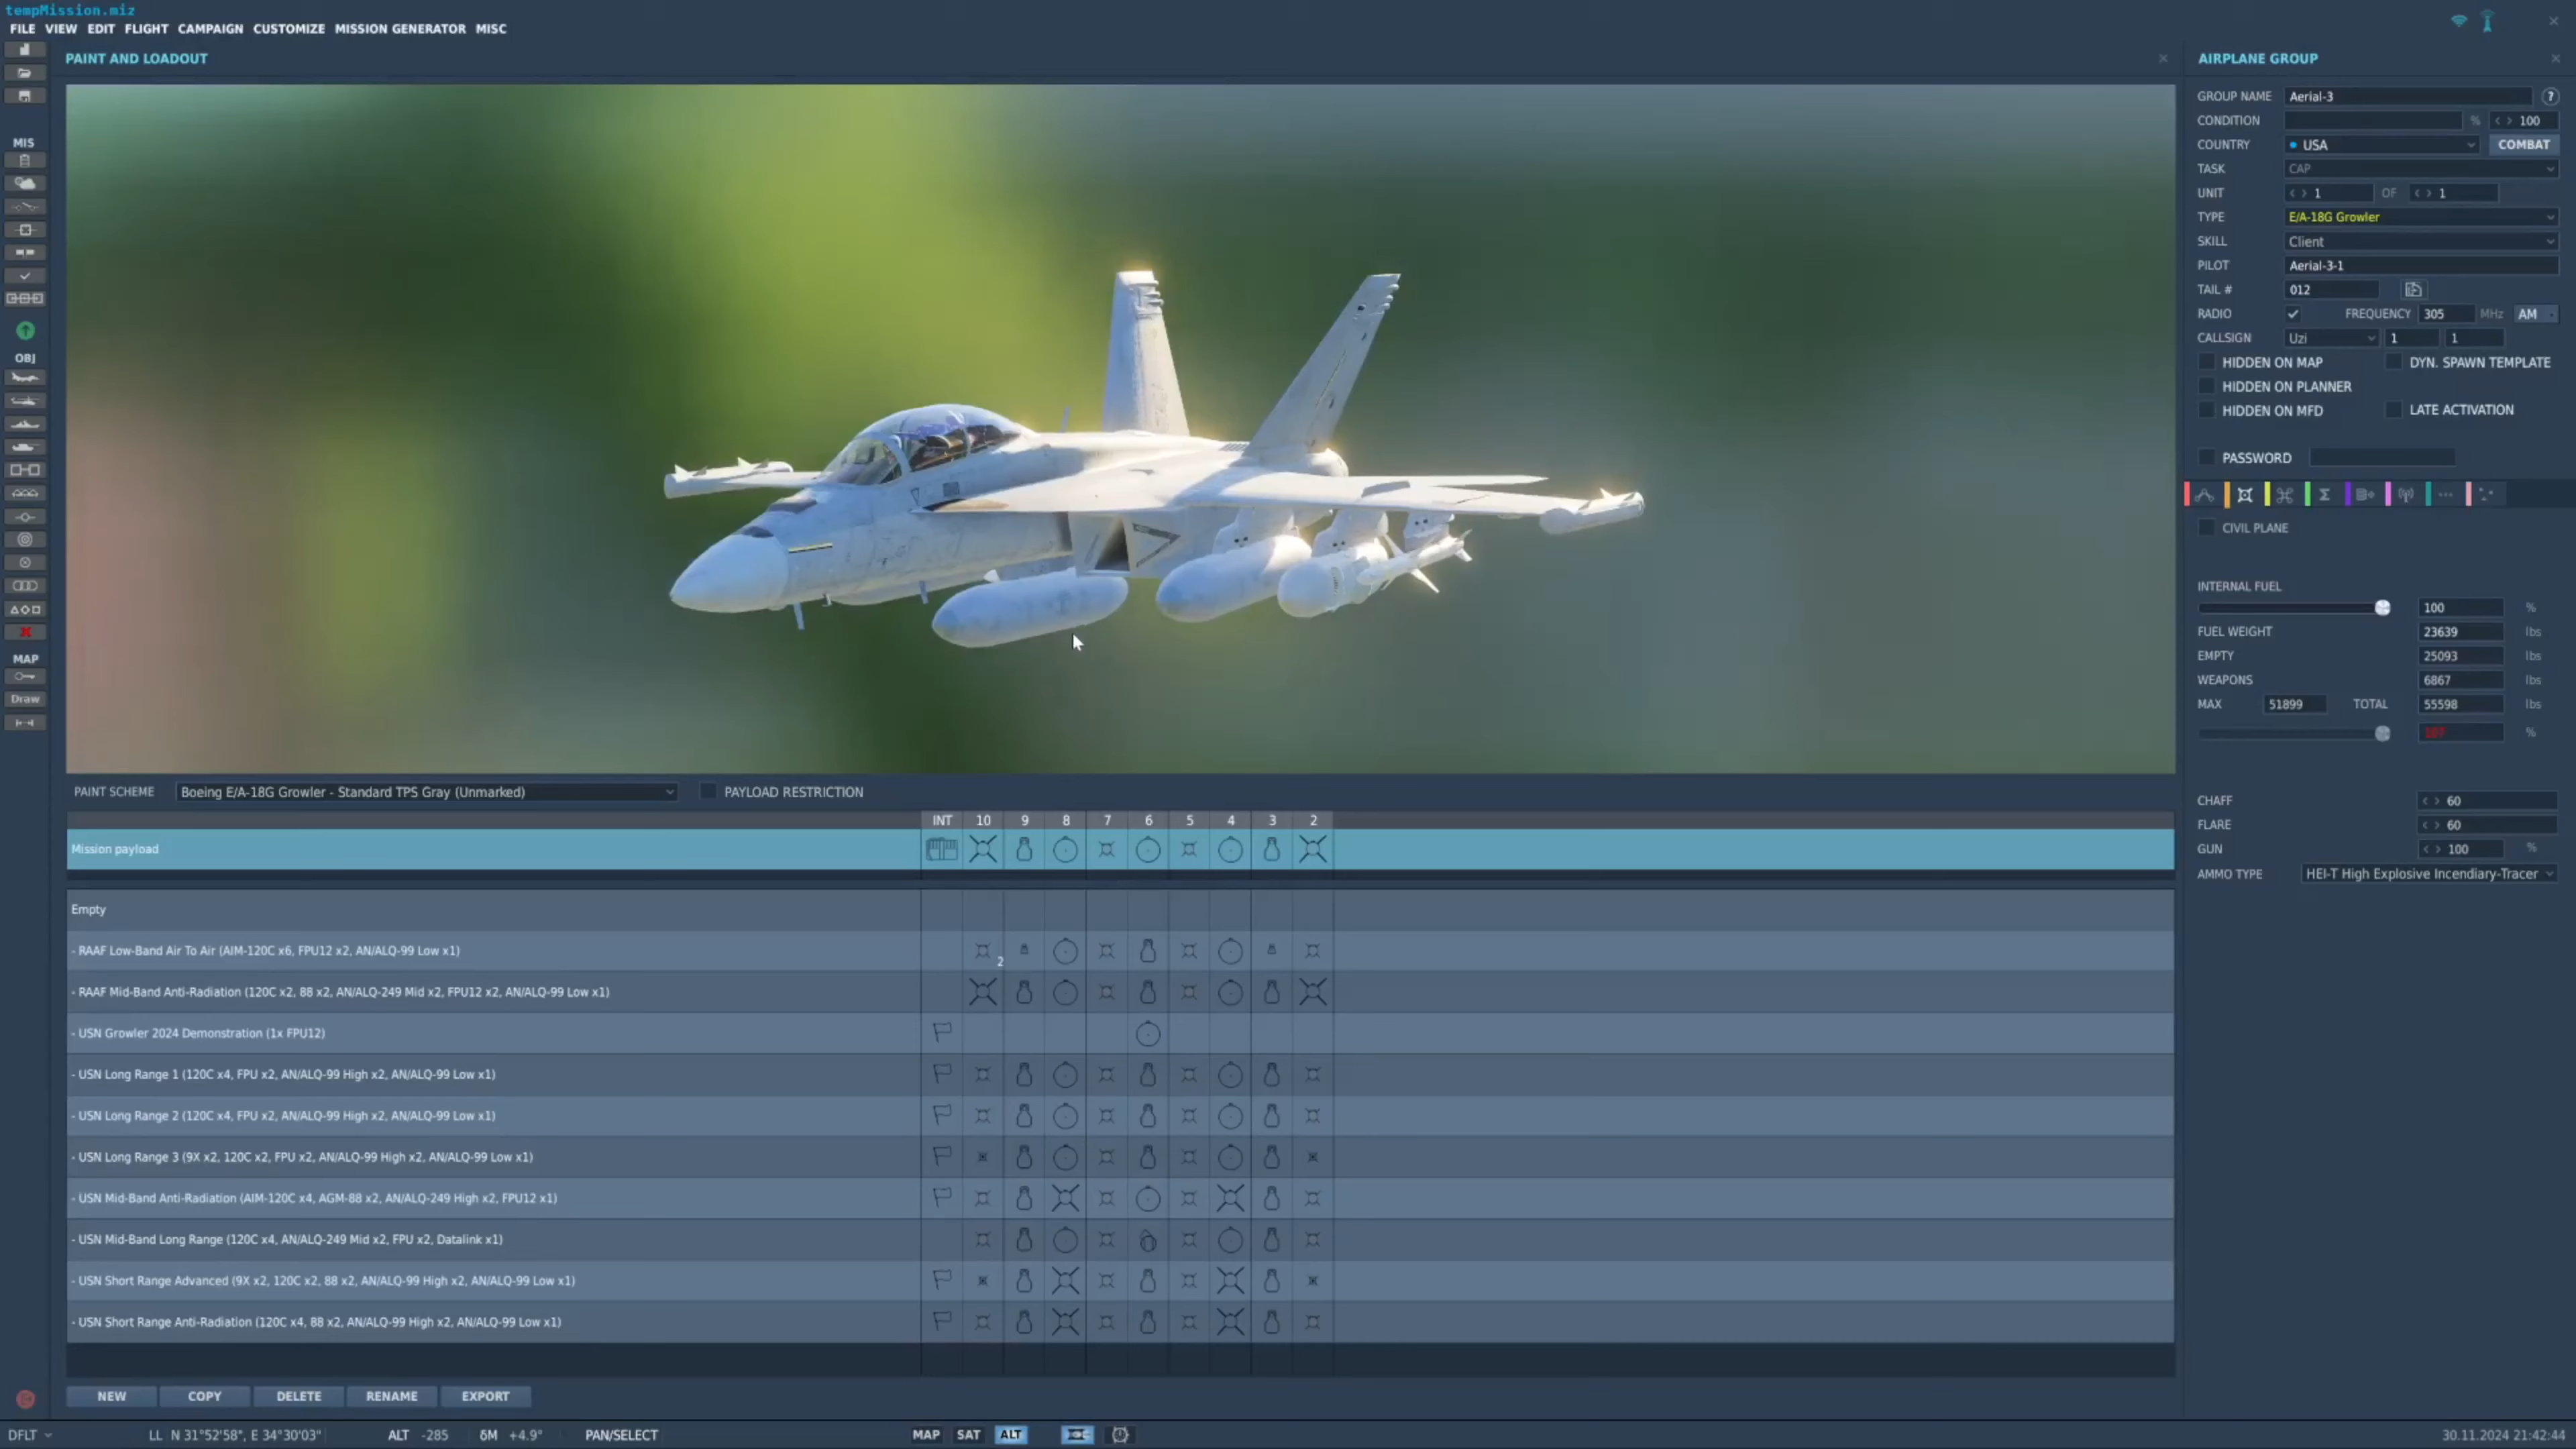 tempMission.miz
FILE VIEW EDIT FLIGHT CAMPAIGN CUSTOMIZE MISSION GENERATOR MISC
PAINT AND LOADOUT
MIS
OBJ
MAP
Draw
PAINT SCHEME Boeing E/A-18G Growler - Standard TPS Gray (Unmarked) PAYLOAD RESTRICTION
INT 10 9 8 7 6 5 4 3 2
Mission payload
Empty
- RAAF Low-Band Air To Air (AIM-120C x6, FPU12 x2, AN/ALQ-99 Low x1) 2
- RAAF Mid-Band Anti-Radiation (120C x2, 88 x2, AN/ALQ-249 Mid x2, FPU12 x2, AN/ALQ-99 Low x1)
- USN Growler 2024 Demonstration (1x FPU12)
- USN Long Range 1 (120C x4, FPU x2, AN/ALQ-99 High x2, AN/ALQ-99 Low x1)
- USN Long Range 2 (120C x4, FPU x2, AN/ALQ-99 High x2, AN/ALQ-99 Low x1)
- USN Long Range 3 (9X x2, 120C x2, FPU x2, AN/ALQ-99 High x2, AN/ALQ-99 Low x1)
- USN Mid-Band Anti-Radiation (AIM-120C x4, AGM-88 x2, AN/ALQ-249 High x2, FPU12 x1)
- USN Mid-Band Long Range (120C x4, AN/ALQ-249 Mid x2, FPU x2, Datalink x1)
- USN Short Range Advanced (9X x2, 120C x2, 88 x2, AN/ALQ-99 High x2, AN/ALQ-99 Low x1)
- USN Short Range Anti-Radiation (120C x4, 88 x2, AN/ALQ-99 High x2, AN/ALQ-99 Low x1)
NEW COPY DELETE RENAME EXPORT
AIRPLANE GROUP
GROUP NAME Aerial-3 ?
CONDITION % < > 100
COUNTRY USA COMBAT
TASK CAP
UNIT < > 1 OF < > 1
TYPE E/A-18G Growler
SKILL Client
PILOT Aerial-3-1
TAIL # 012
RADIO FREQUENCY 305 MHz AM
CALLSIGN Uzi 1 1
HIDDEN ON MAP DYN. SPAWN TEMPLATE
HIDDEN ON PLANNER
HIDDEN ON MFD LATE ACTIVATION
PASSWORD
CIVIL PLANE
INTERNAL FUEL
100 %
FUEL WEIGHT 23639 lbs
EMPTY 25093 lbs
WEAPONS 6867 lbs
MAX 51899 TOTAL 55598 lbs
107 %
CHAFF < > 60
FLARE < > 60
GUN < > 100 %
AMMO TYPE HEI-T High Explosive Incendiary-Tracer
DFLT LL N 31°52'58", E 34°30'03" ALT -285 δM +4.9° PAN/SELECT MAP SAT ALT 30.11.2024 21:42:44